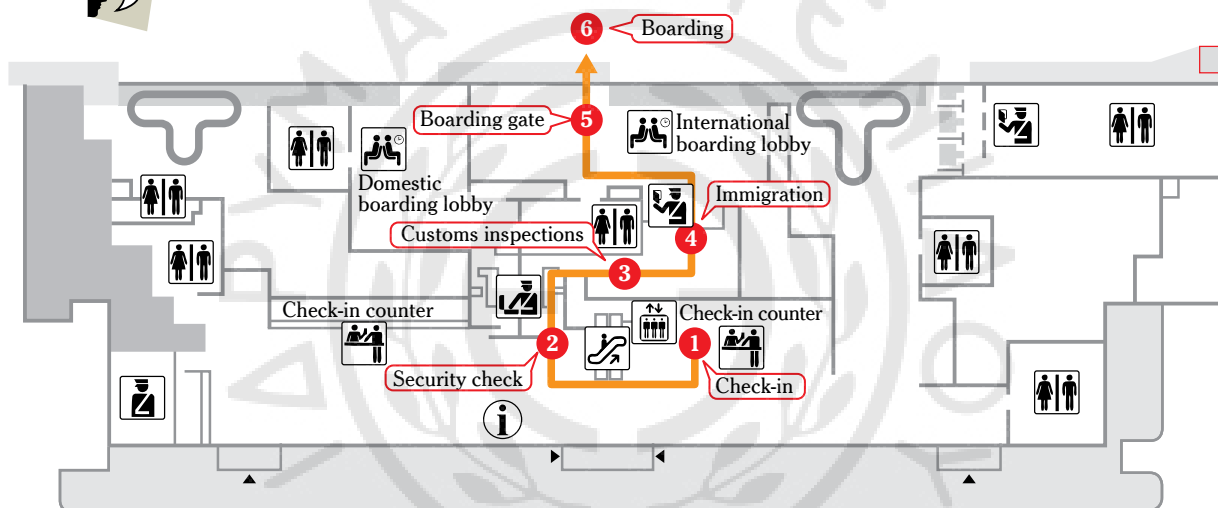 6
Boarding
Boarding gate
5
International
boarding lobby
Domestic
boarding lobby
Immigration
Customs inspections
4
3
Check-in counter
Check-in counter
2
1
Security check
Check-in
i